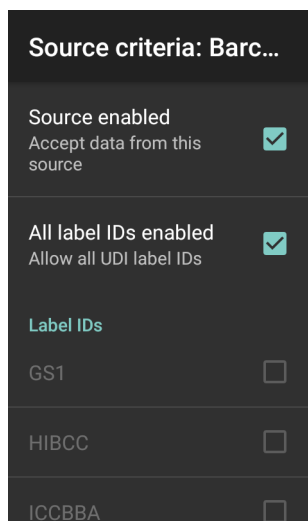 Source criteria: Barc...
Source enabled
Accept data from this
source
All label IDs enabled
Allow all UDI label IDs
Label IDs
GS1
HIBCC
ICCBBA